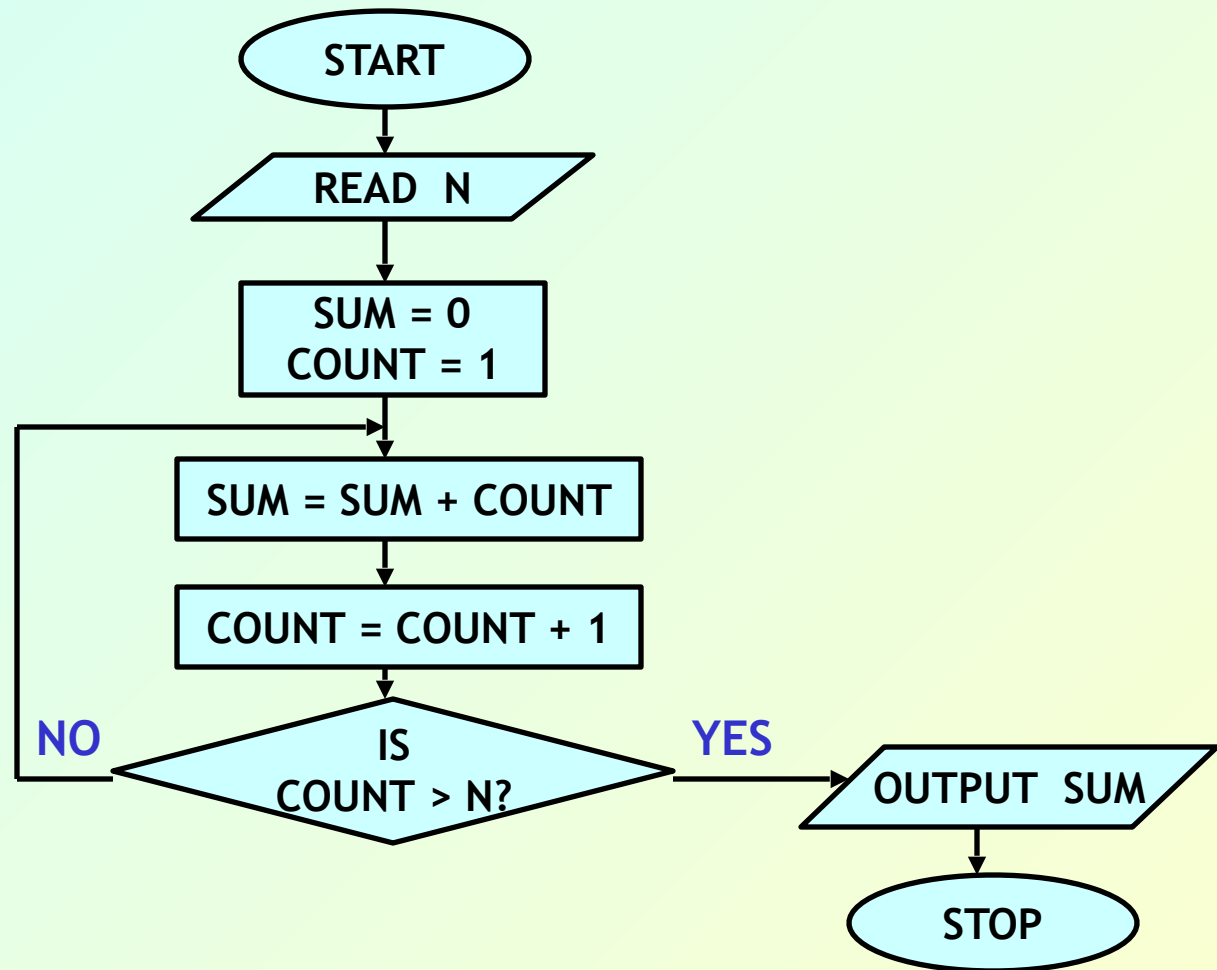 START
READ N
SUM = 0
COUNT = 1
SUM = SUM + COUNT
COUNT = COUNT + 1
IS
COUNT > N?
NO
YES
OUTPUT SUM
STOP